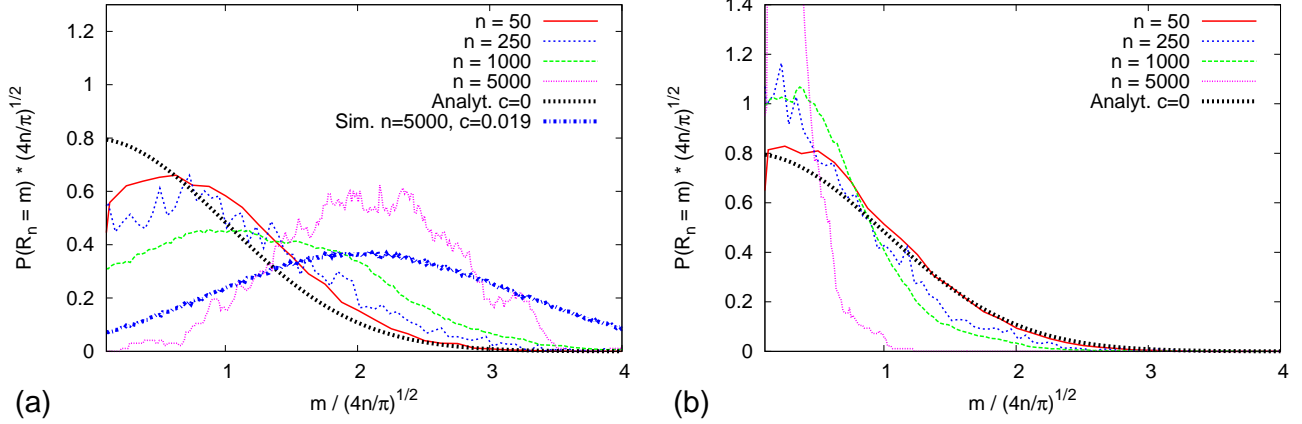 P(R_n = m) * (4n/π)^{1/2}
1.2
1
0.8
0.6
0.4
0.2
0
n = 50
n = 250
n = 1000
n = 5000
Analyt. c=0
Sim. n=5000, c=0.019
1 2 3 4
m / (4n/π)^{1/2}
(a)
P(R_n = m) * (4n/π)^{1/2}
1.4
1.2
1
0.8
0.6
0.4
0.2
0
n = 50
n = 250
n = 1000
n = 5000
Analyt. c=0
1 2 3 4
m / (4n/π)^{1/2}
(b)